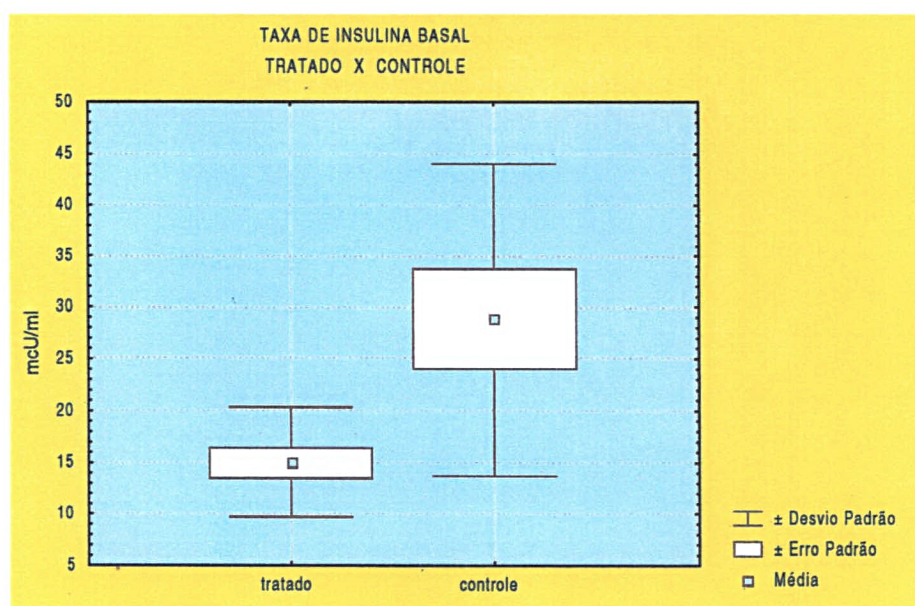 TAXA DE INSULINA BASAL
TRATADO X CONTROLE
50
45
40
35
30
25
20
15
10
5
mcU/ml
tratado
controle
± Desvio Padrão
± Erro Padrão
Média